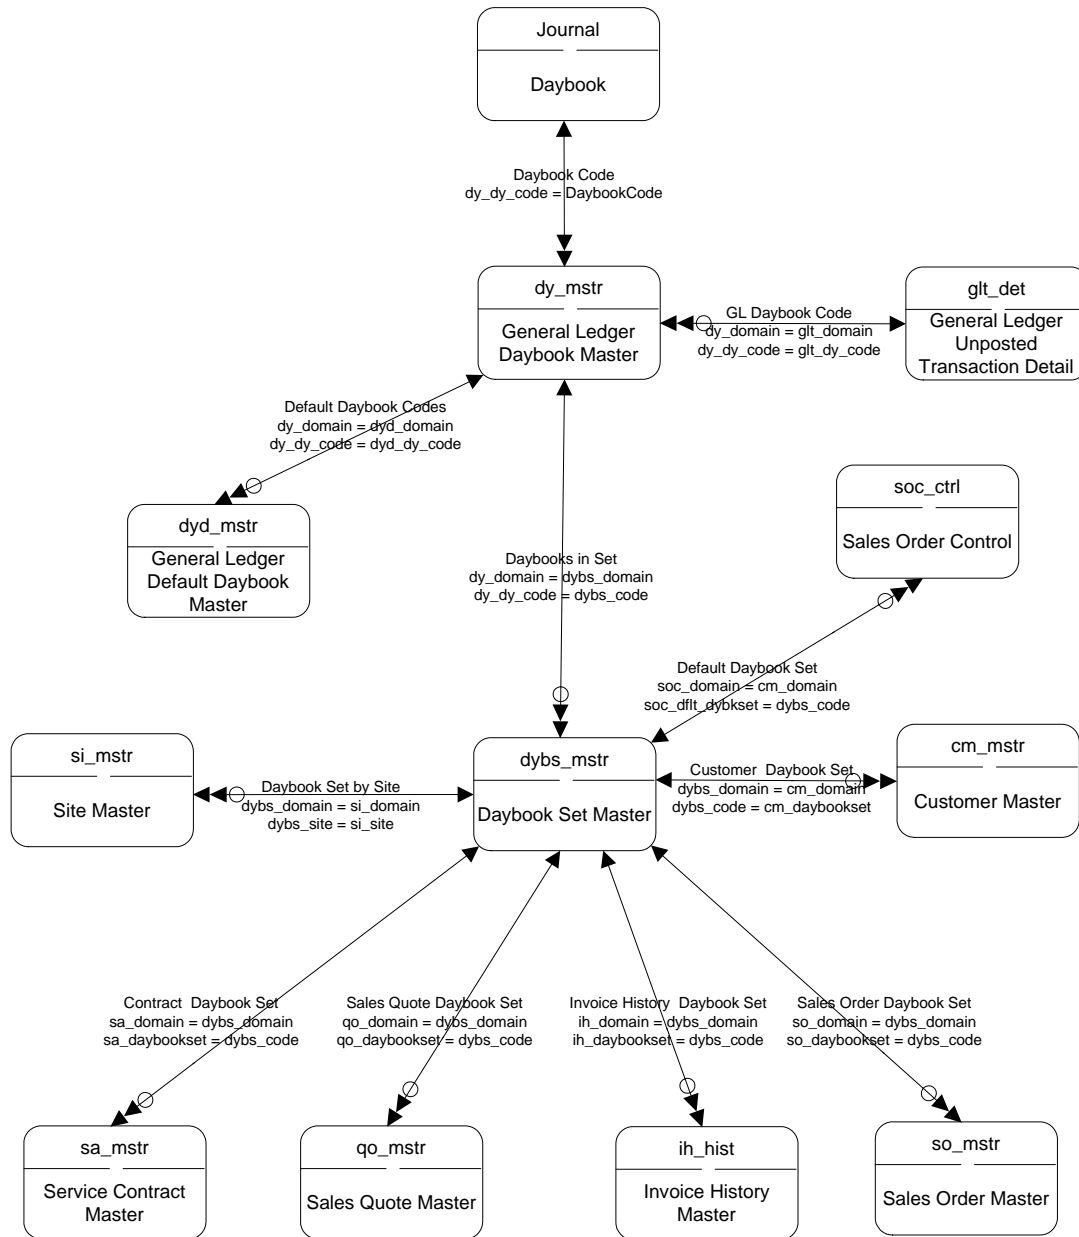 Journal
Daybook
Daybook Code
dy_dy_code = DaybookCode
dy_mstr
General Ledger
Daybook Master
GL Daybook Code
dy_domain = glt_domain
dy_dy_code = glt_dy_code
glt_det
General Ledger
Unposted
Transaction Detail
Default Daybook Codes
dy_domain = dyd_domain
dy_dy_code = dyd_dy_code
dyd_mstr
General Ledger
Default Daybook
Master
Daybooks in Set
dy_domain = dybs_domain
dy_dy_code = dybs_code
soc_ctrl
Sales Order Control
Default Daybook Set
soc_domain = cm_domain
soc_dflt_dybkset = dybs_code
si_mstr
Site Master
Daybook Set by Site
dybs_domain = si_domain
dybs_site = si_site
dybs_mstr
Daybook Set Master
Customer Daybook Set
dybs_domain = cm_domain
dybs_code = cm_daybookset
cm_mstr
Customer Master
Contract Daybook Set
sa_domain = dybs_domain
sa_daybookset = dybs_code
Sales Quote Daybook Set
qo_domain = dybs_domain
qo_daybookset = dybs_code
Invoice History Daybook Set
ih_domain = dybs_domain
ih_daybookset = dybs_code
Sales Order Daybook Set
so_domain = dybs_domain
so_daybookset = dybs_code
sa_mstr
Service Contract
Master
qo_mstr
Sales Quote Master
ih_hist
Invoice History
Master
so_mstr
Sales Order Master